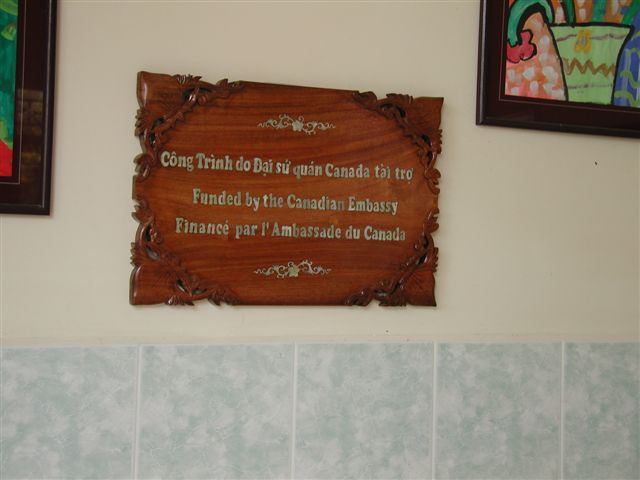 Công Trình do Đại sứ quán Canada tài trợ
Funded by the Canadian Embassy
Financé par l'Ambassade du Canada